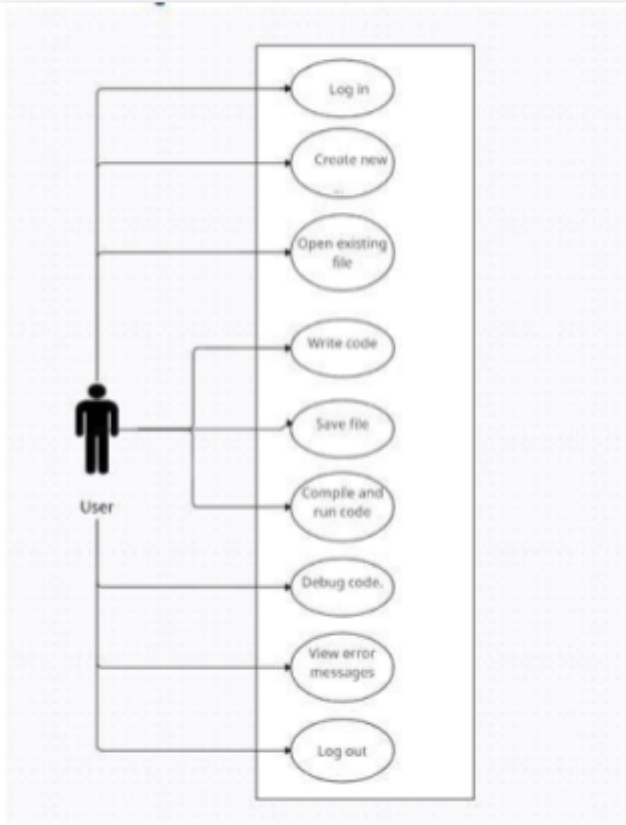 Log in
Create new
...
Open existing
file
Write code
Save file
Compile and
run code
User
Debug code.
View error
messages
Log out